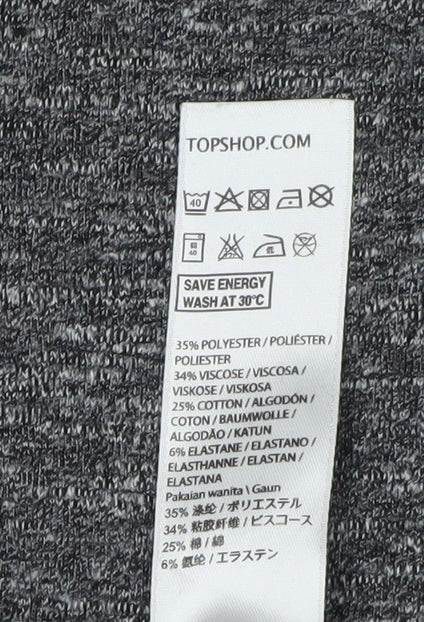 TOPSHOP.COM
40
弱
40
低
SAVE ENERGY
WASH AT 30°C
35% POLYESTER / POLIÉSTER /
POLIESTER
34% VISCOSE / VISCOSA /
VISKOSE / VISKOSA
25% COTTON / ALGODÓN /
COTON / BAUMWOLLE /
ALGODÃO / KATUN
6% ELASTANE / ELASTANO /
ELASTHANNE / ELASTAN /
ELASTANA
Pakaian wanita \ Gaun
35% 涤纶 / ポリエステル
34% 粘胶纤维 / ビスコース
25% 棉 / 綿
6% 氨纶 / エラステン